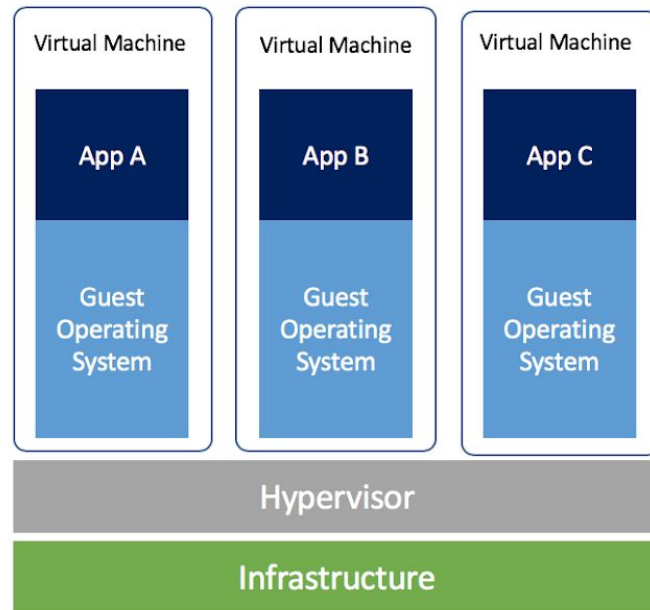 Virtual Machine
Virtual Machine
Virtual Machine
App A
App B
App C
Guest
Operating
System
Guest
Operating
System
Guest
Operating
System
Hypervisor
Infrastructure